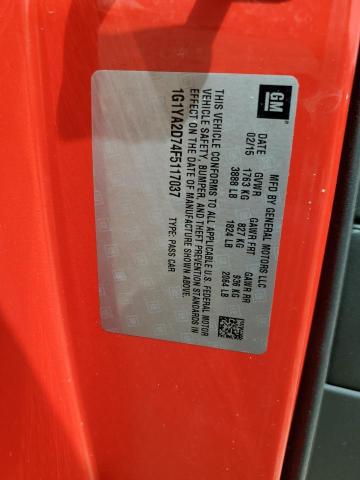 GM
MFD BY GENERAL MOTORS LLC
DATE GVWR GAWR FRT GAWR RR
02/15 1763 KG 827 KG 936 KG
3888 LB 1824 LB 2064 LB
THIS VEHICLE CONFORMS TO ALL APPLICABLE U.S. FEDERAL MOTOR
VEHICLE SAFETY, BUMPER, AND THEFT PREVENTION STANDARDS IN
EFFECT ON THE DATE OF MANUFACTURE SHOWN ABOVE.
1G1YA2D74F5117037 TYPE: PASS CAR